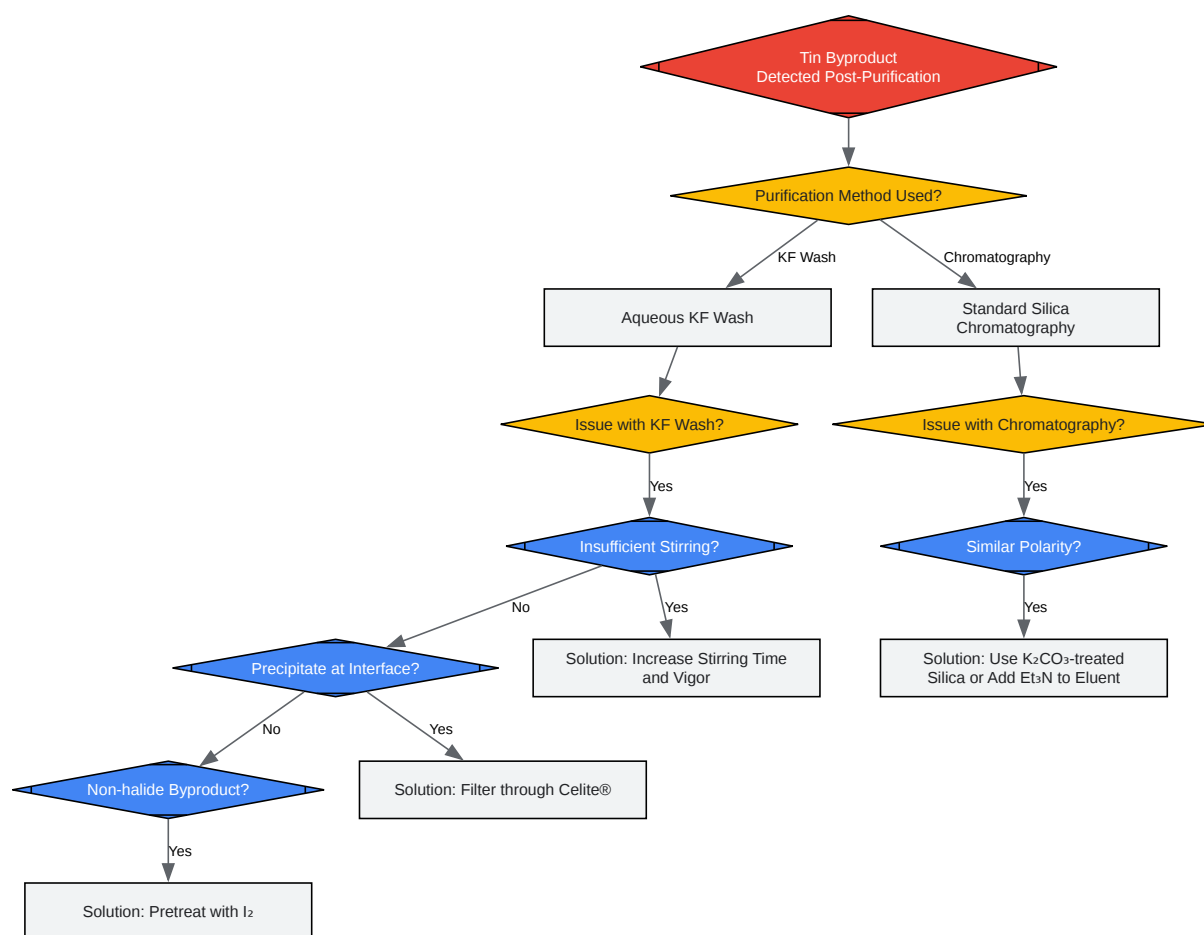 Tin Byproduct
Detected Post-Purification
Purification Method Used?
KF Wash
Chromatography
Aqueous KF Wash
Standard Silica
Chromatography
Issue with KF Wash?
Issue with Chromatography?
Yes
Yes
Insufficient Stirring?
Similar Polarity?
No
Yes
Yes
Precipitate at Interface?
Solution: Increase Stirring Time
and Vigor
Solution: Use K₂CO₃-treated
Silica or Add Et₃N to Eluent
No
Yes
Non-halide Byproduct?
Solution: Filter through Celite®
Yes
Solution: Pretreat with I₂